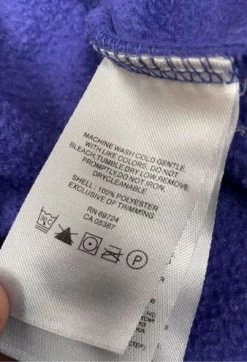 MACHINE WASH COLD GENTLE
WITH LIKE COLORS. DO NOT
BLEACH.TUMBLE DRY LOW.REMOVE
PROMPTLY.DO NOT IRON.
DRYCLEANABLE
SHELL : 100% POLYESTER
EXCLUSIVE OF TRIMMING
RN 69724
CA 05367
30°C
P